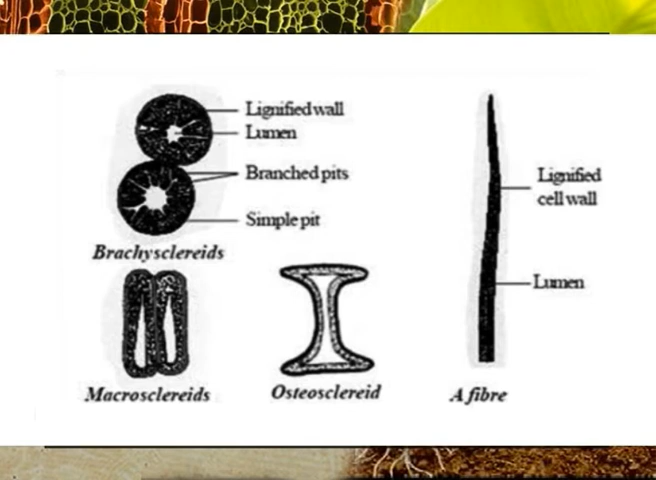 Lignified wall
Lumen
Branched pits
Simple pit
Brachysclereids
Lignified
cell wall
Lumen
Macrosclereids
Osteosclereid
A fibre